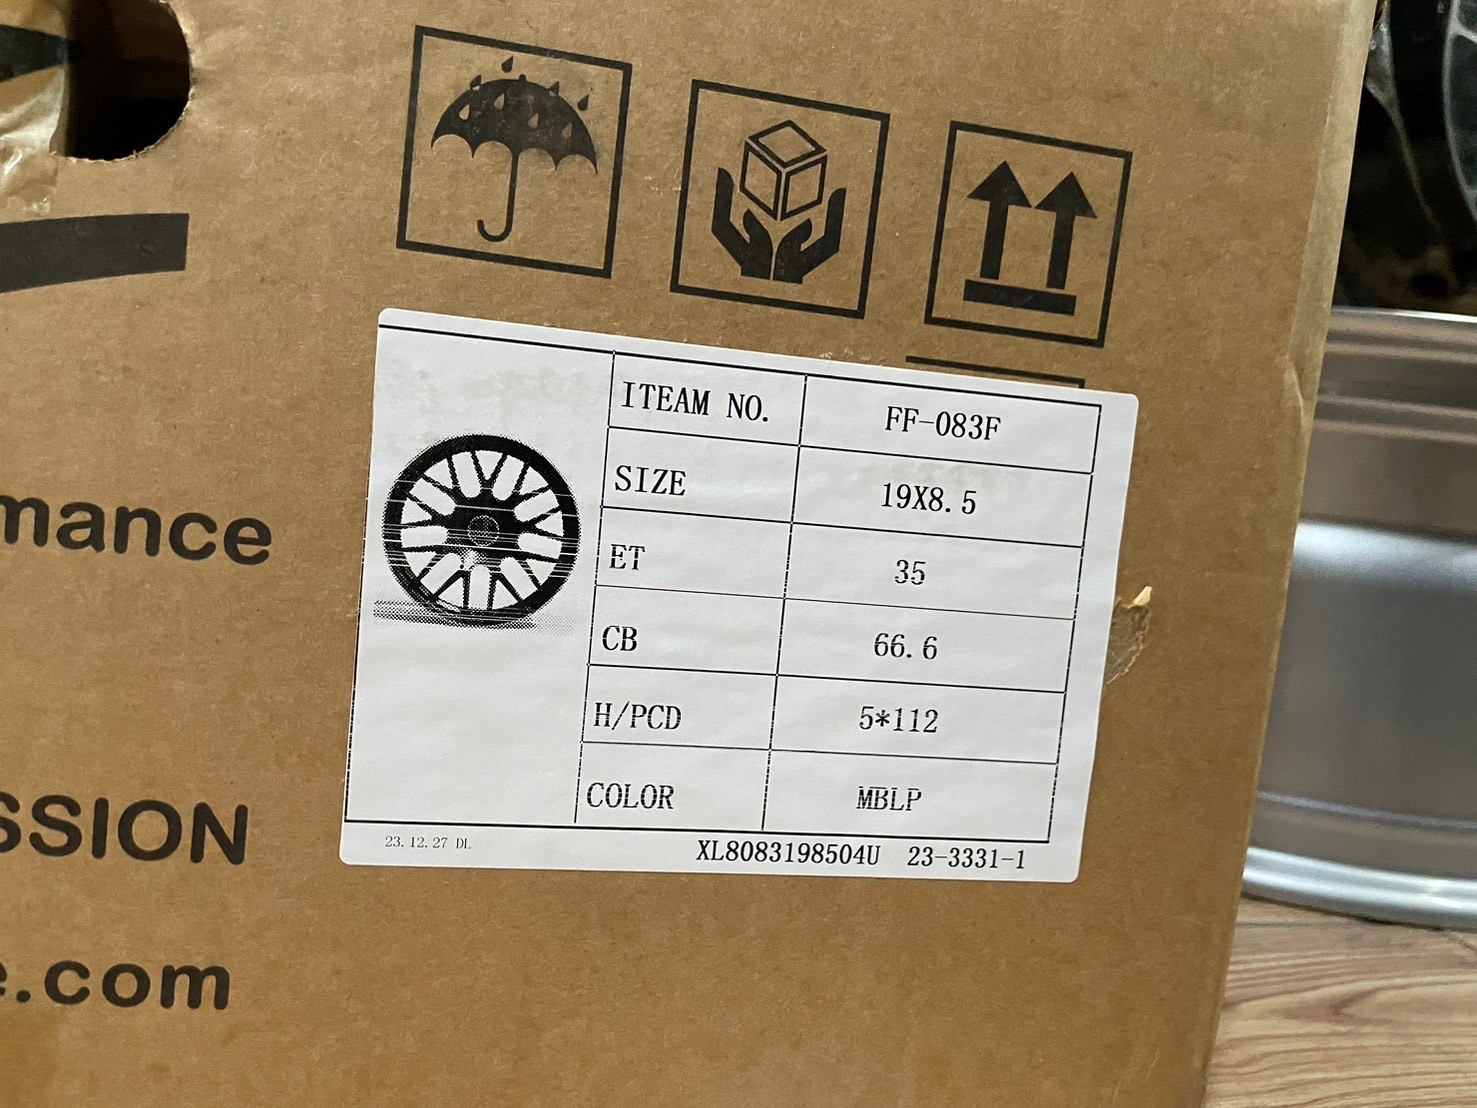 ITEAM NO. FF-083F
SIZE 19X8.5
ET 35
CB 66.6
H/PCD 5*112
COLOR MBLP
23.12.27 DL XL8083198504U 23-3331-1
mance
SSION
e.com